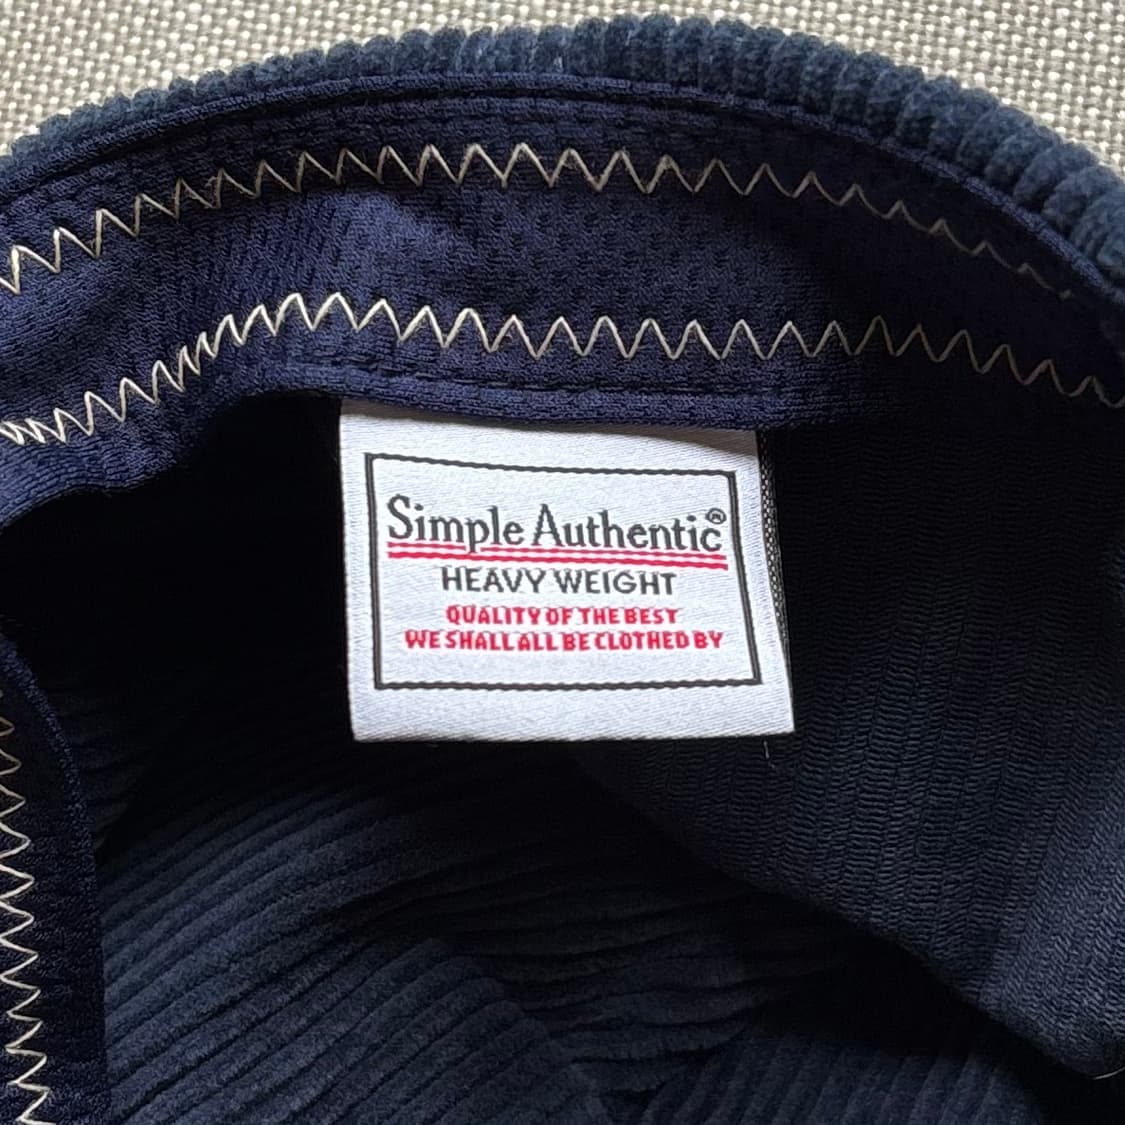 Simple Authentic®
HEAVY WEIGHT
QUALITY OF THE BEST
WE SHALL ALL BE CLOTHED BY